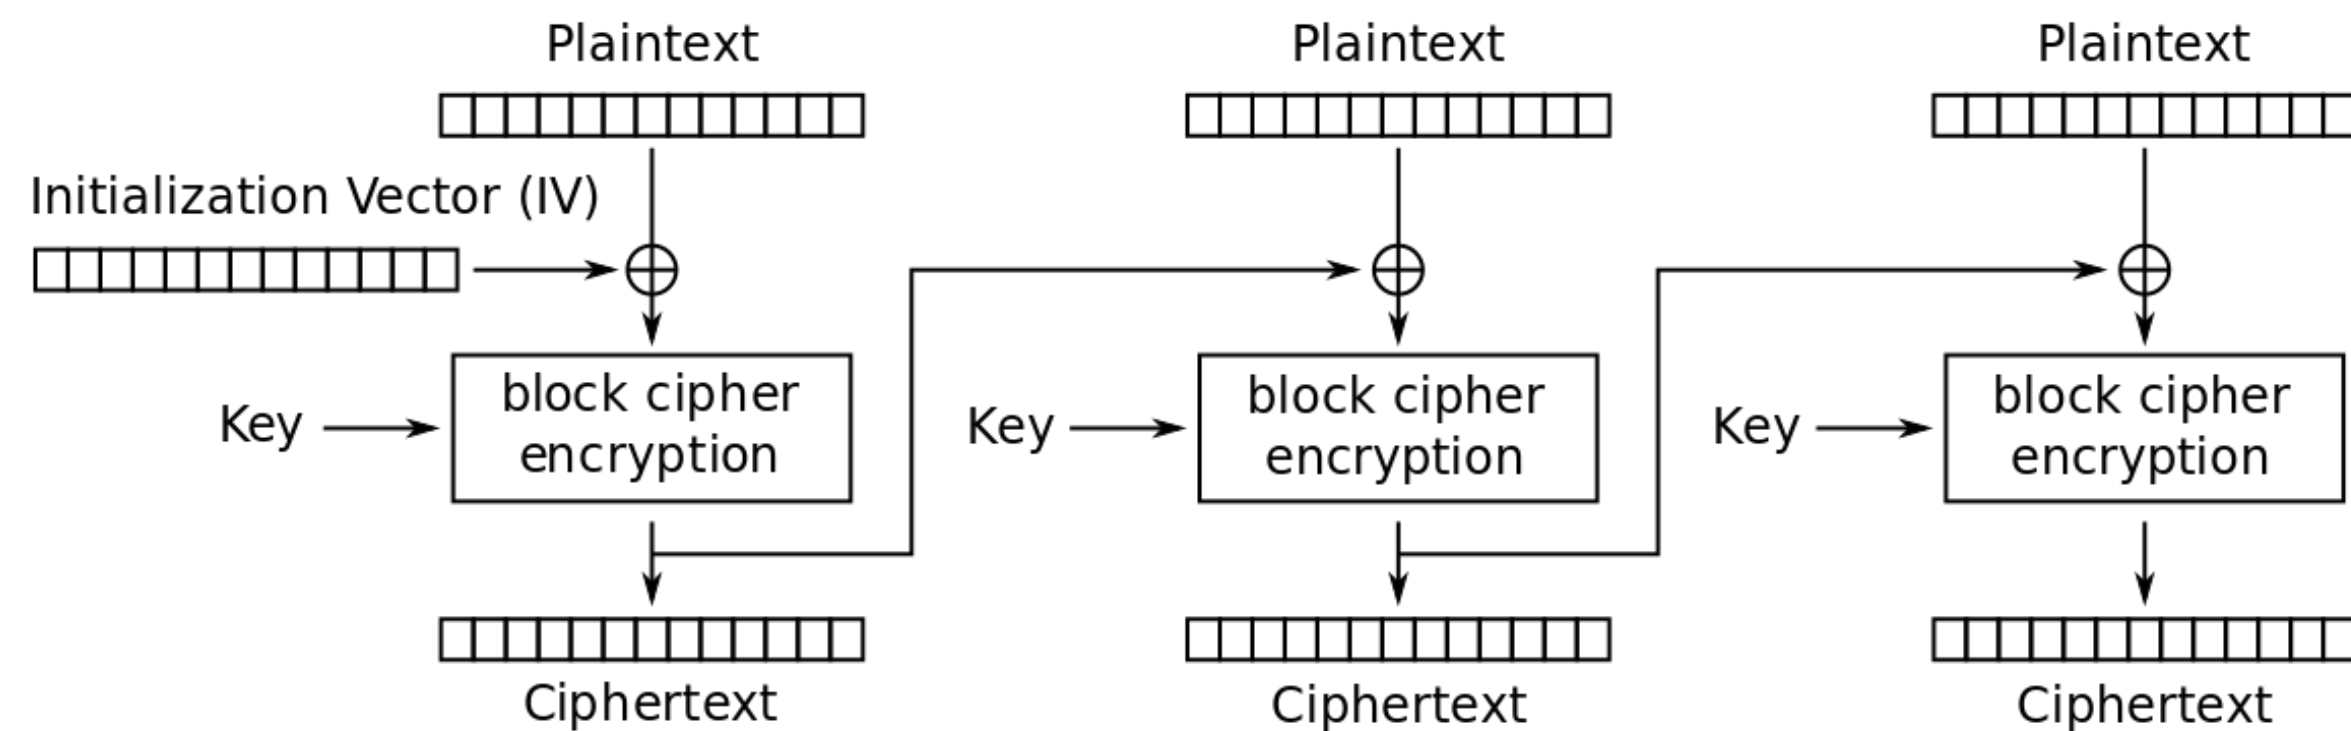 Plaintext
Plaintext
Plaintext
Initialization Vector (IV)
Key
block cipher
encryption
Key
block cipher
encryption
Key
block cipher
encryption
Ciphertext
Ciphertext
Ciphertext